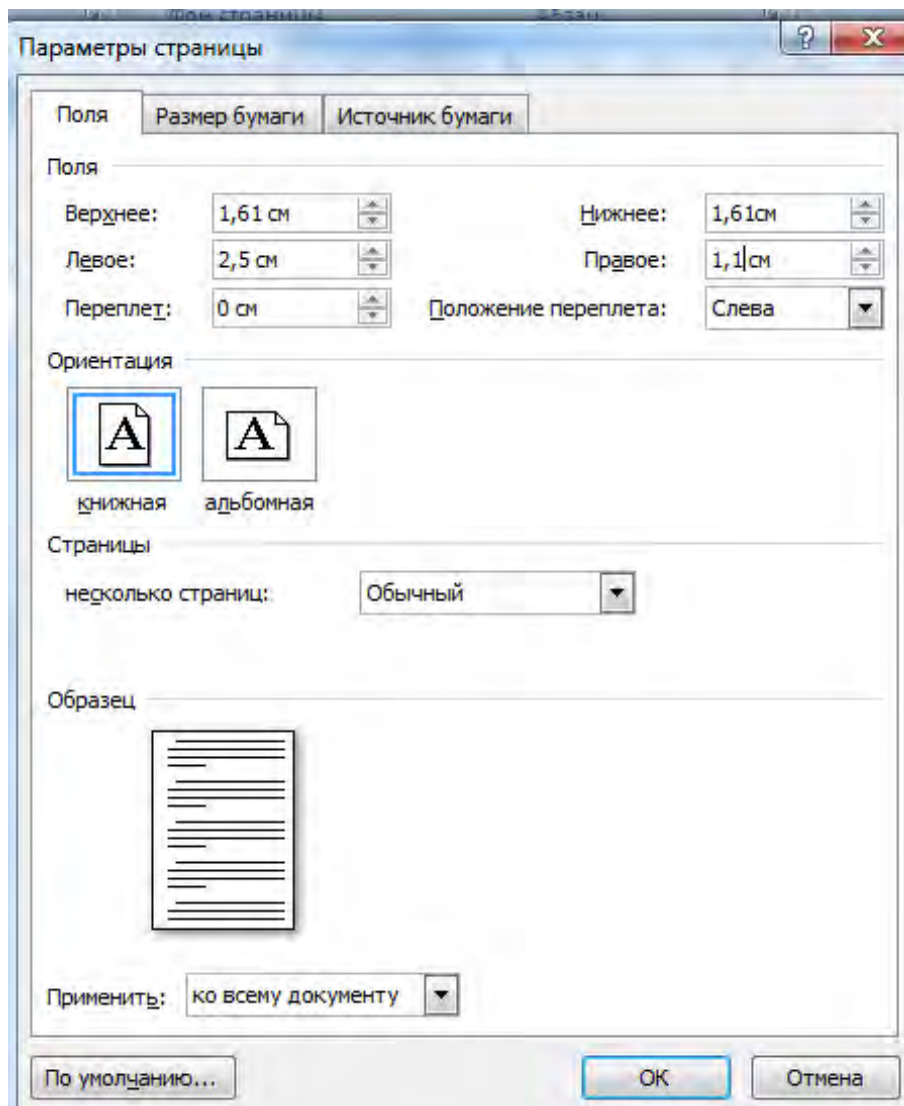 Параметры страницы
Поля Размер бумаги Источник бумаги
Поля
Верхнее: 1,61 см Нижнее: 1,61см
Левое: 2,5 см Правое: 1,1см
Переплет: 0 см Положение переплета: Слева
Ориентация
А А
книжная альбомная
Страницы
несколько страниц: Обычный
Образец
Применить: ко всему документу
По умолчанию... ОК Отмена